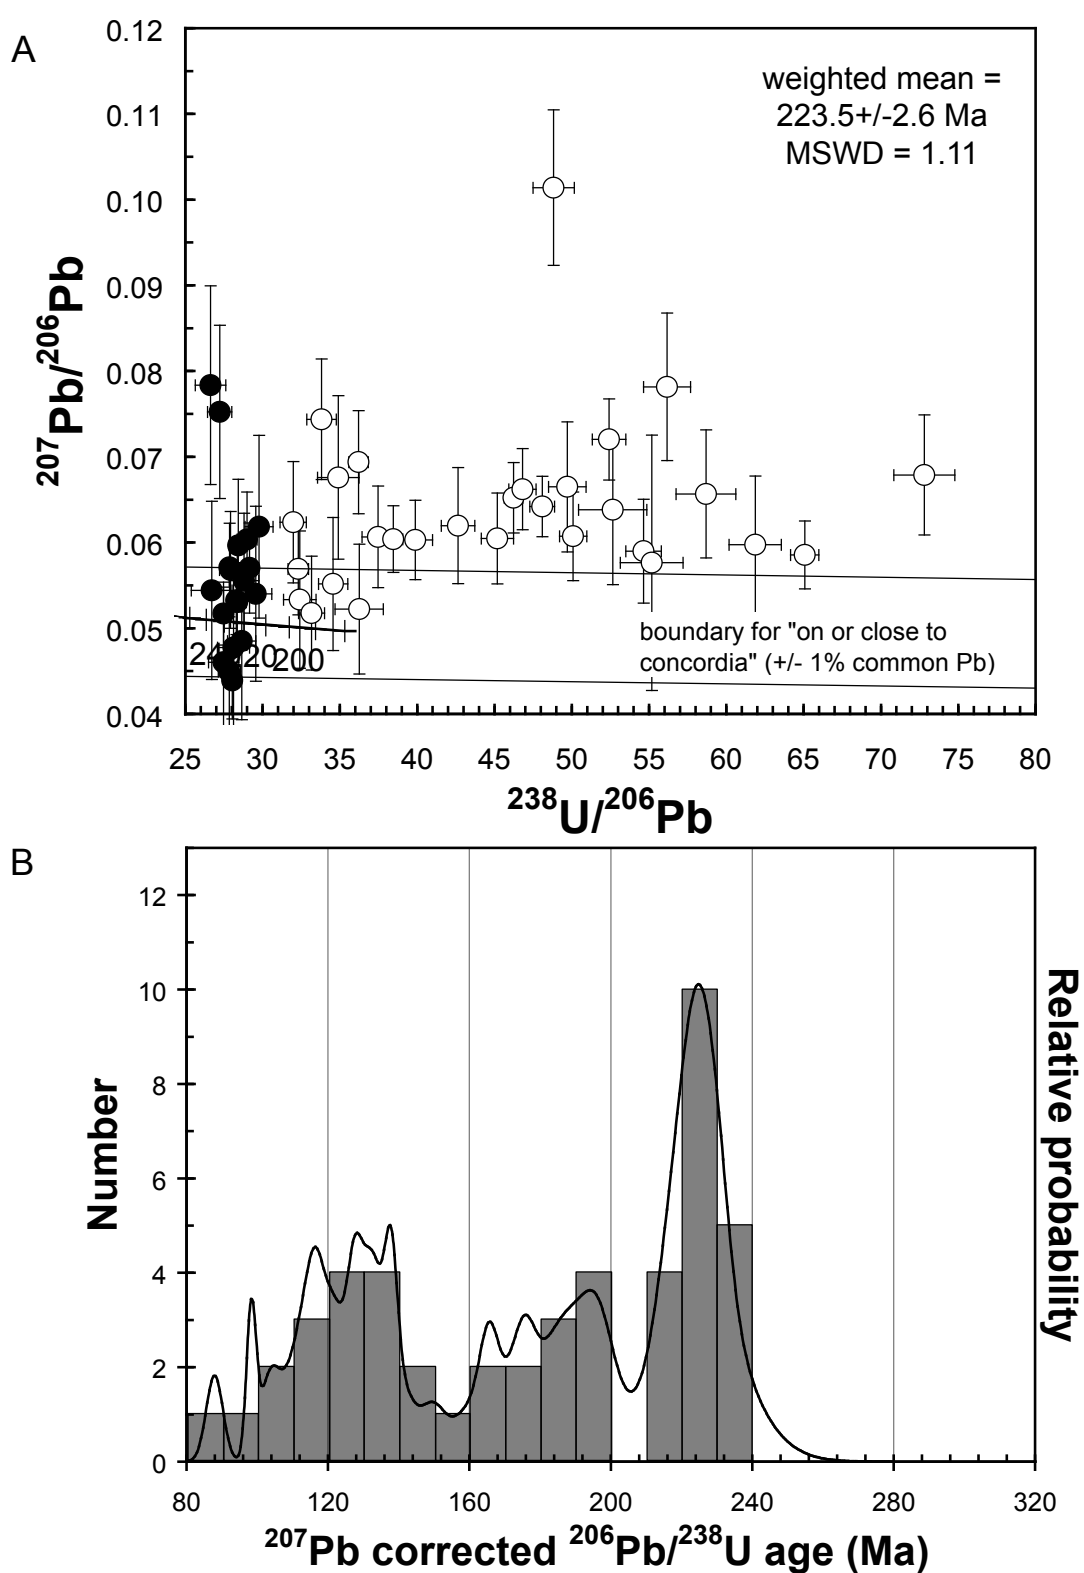 A
0.12
0.11
0.10
0.09
0.08
0.07
0.06
0.05
0.04
207Pb/206Pb
weighted mean =
223.5+/-2.6 Ma
MSWD = 1.11
200
boundary for "on or close to
concordia" (+/- 1% common Pb)
25 30 35 40 45 50 55 60 65 70 75 80
238U/206Pb
B
12
10
8
6
4
2
0
Number
Relative probability
80 120 160 200 240 280 320
207Pb corrected 206Pb/238U age (Ma)